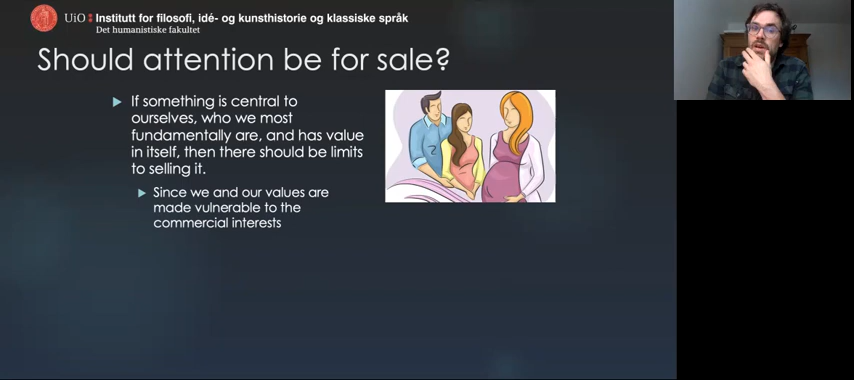 UiO : Institutt for filosofi, idé- og kunsthistorie og klassiske språk
Det humanistiske fakultet
Should attention be for sale?
If something is central to
ourselves, who we most
fundamentally are, and has value
in itself, then there should be limits
to selling it.
Since we and our values are
made vulnerable to the
commercial interests